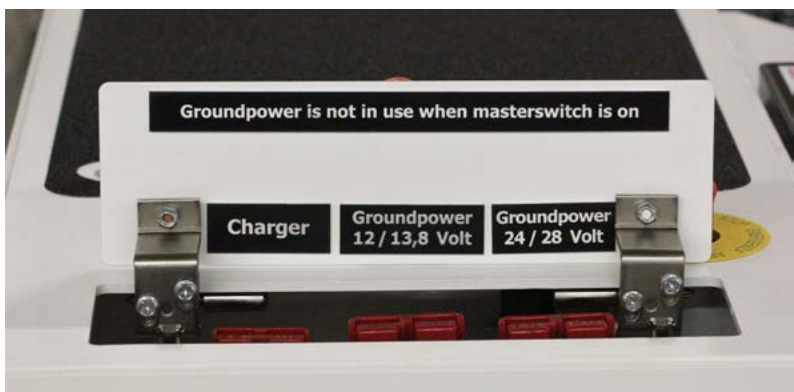 Groundpower is not in use when masterswitch is on
Charger
Groundpower
12 / 13,8 Volt
Groundpower
24 / 28 Volt